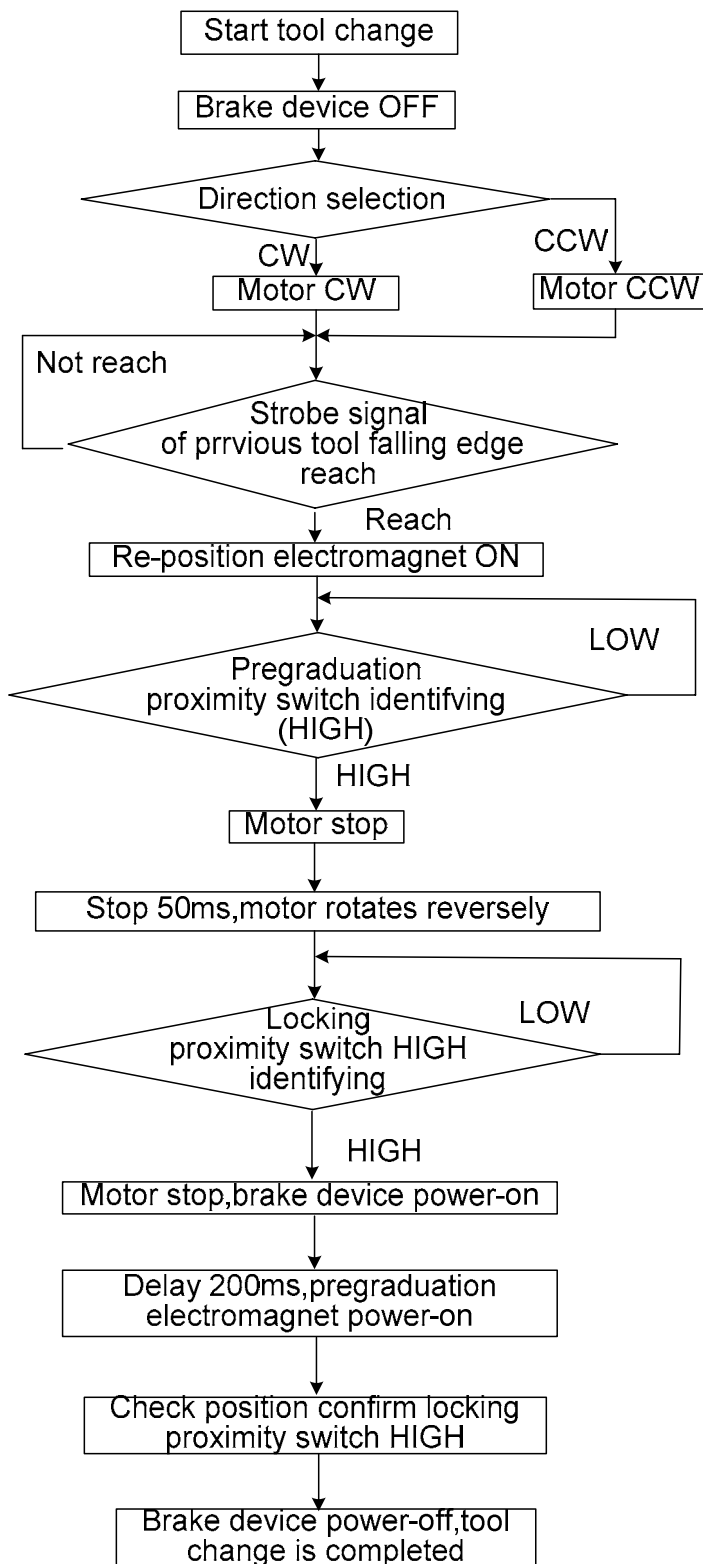 Start tool change
Brake device OFF
Direction selection
CW
CCW
Motor CW
Motor CCW
Not reach
Strobe signal
of prrvious tool falling edge
reach
Reach
Re-position electromagnet ON
LOW
Pregraduation
proximity switch identifving
(HIGH)
HIGH
Motor stop
Stop 50ms,motor rotates reversely
LOW
Locking
proximity switch HIGH
identifying
HIGH
Motor stop,brake device power-on
Delay 200ms,pregraduation
electromagnet power-on
Check position confirm locking
proximity switch HIGH
Brake device power-off,tool
change is completed